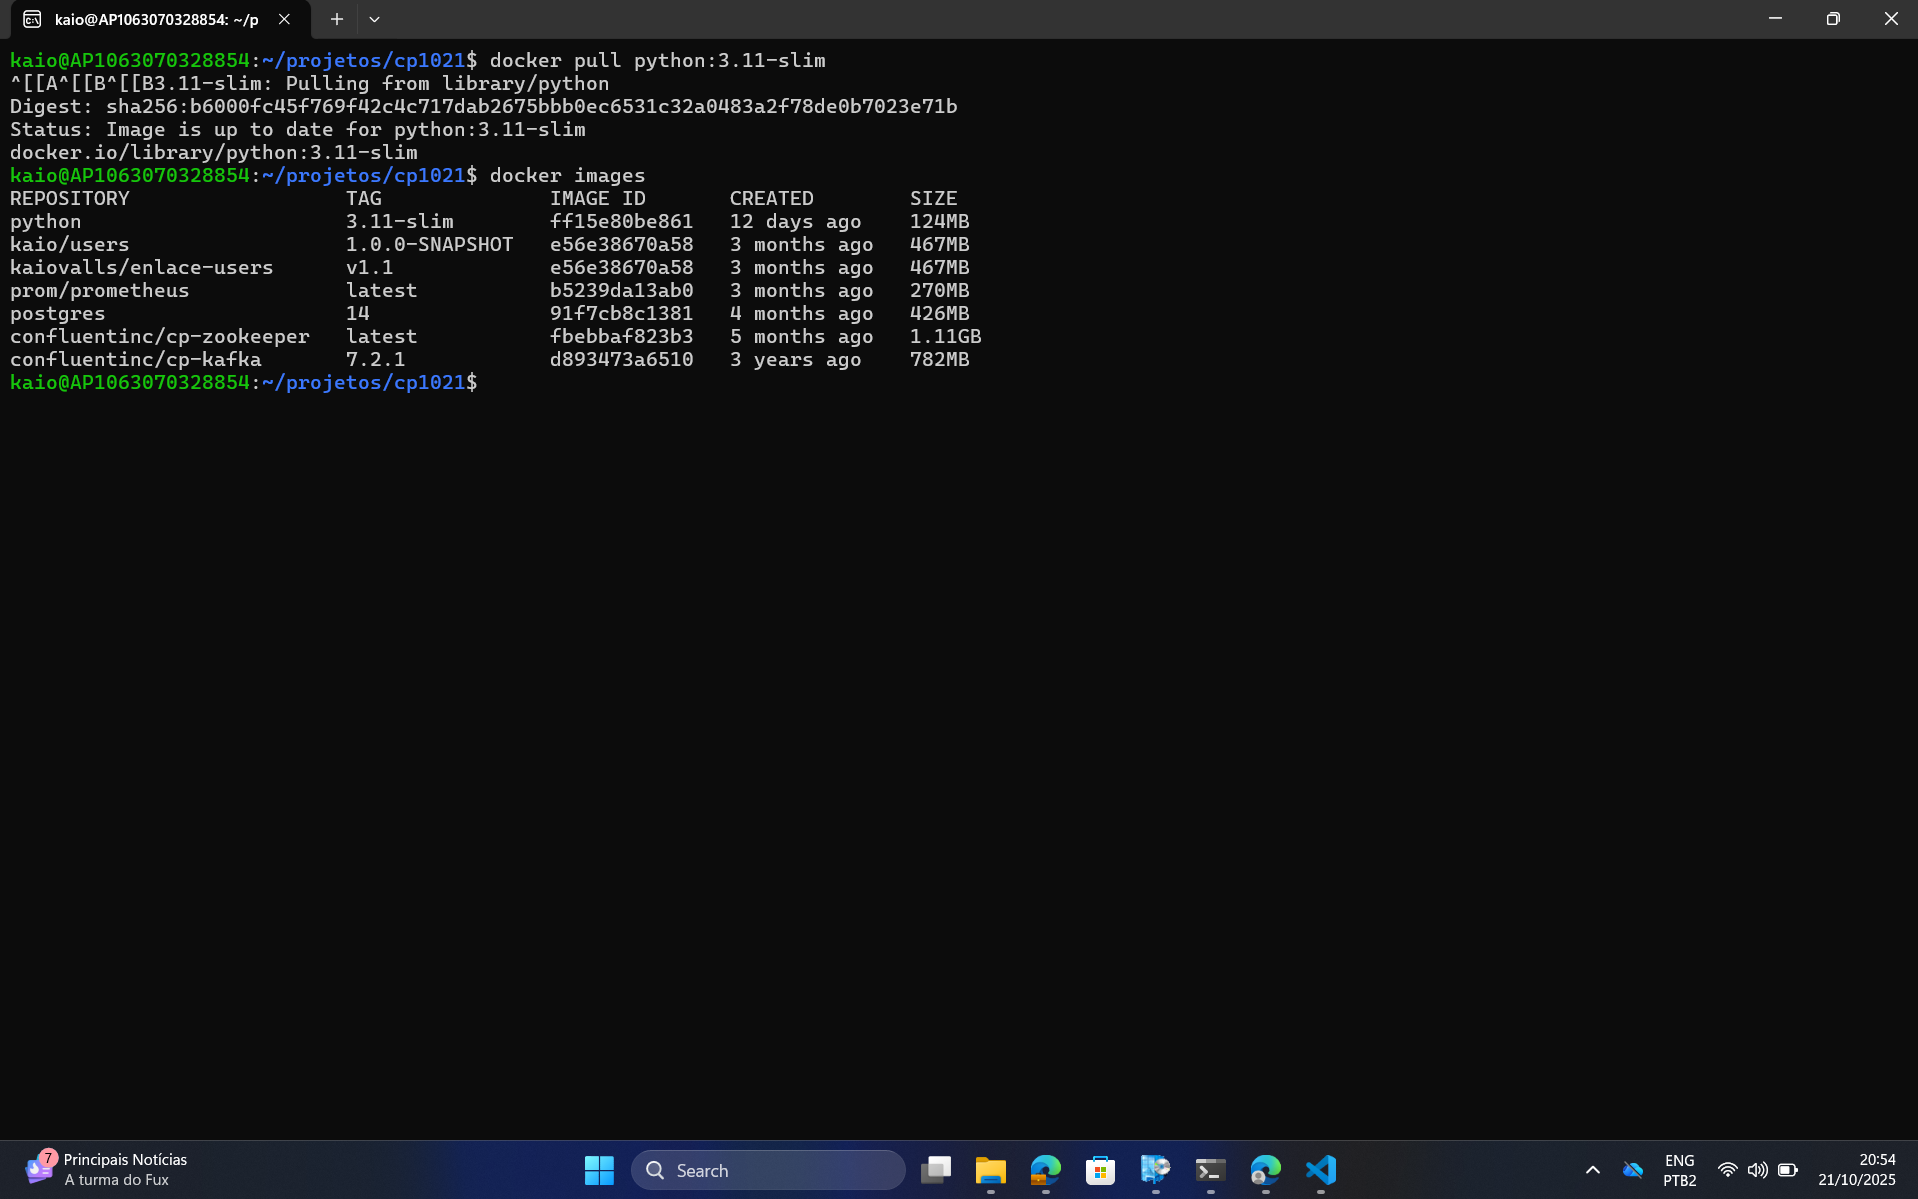 kaio@AP1063070328854: ~/p
kaio@AP1063070328854:~/projetos/cp1021$ docker pull python:3.11-slim
^[[A^[[B^[[B3.11-slim: Pulling from library/python
Digest: sha256:b6000fc45f769f42c4c717dab2675bbb0ec6531c32a0483a2f78de0b7023e71b
Status: Image is up to date for python:3.11-slim
docker.io/library/python:3.11-slim
kaio@AP1063070328854:~/projetos/cp1021$ docker images
REPOSITORY TAG IMAGE ID CREATED SIZE
python 3.11-slim ff15e80be861 12 days ago 124MB
kaio/users 1.0.0-SNAPSHOT e56e38670a58 3 months ago 467MB
kaiovalls/enlace-users v1.1 e56e38670a58 3 months ago 467MB
prom/prometheus latest b5239da13ab0 3 months ago 270MB
postgres 14 91f7cb8c1381 4 months ago 426MB
confluentinc/cp-zookeeper latest fbebbaf823b3 5 months ago 1.11GB
confluentinc/cp-kafka 7.2.1 d893473a6510 3 years ago 782MB
kaio@AP1063070328854:~/projetos/cp1021$
7
Principais Notícias
A turma do Fux
Search
ENG
PTB2
20:54
21/10/2025